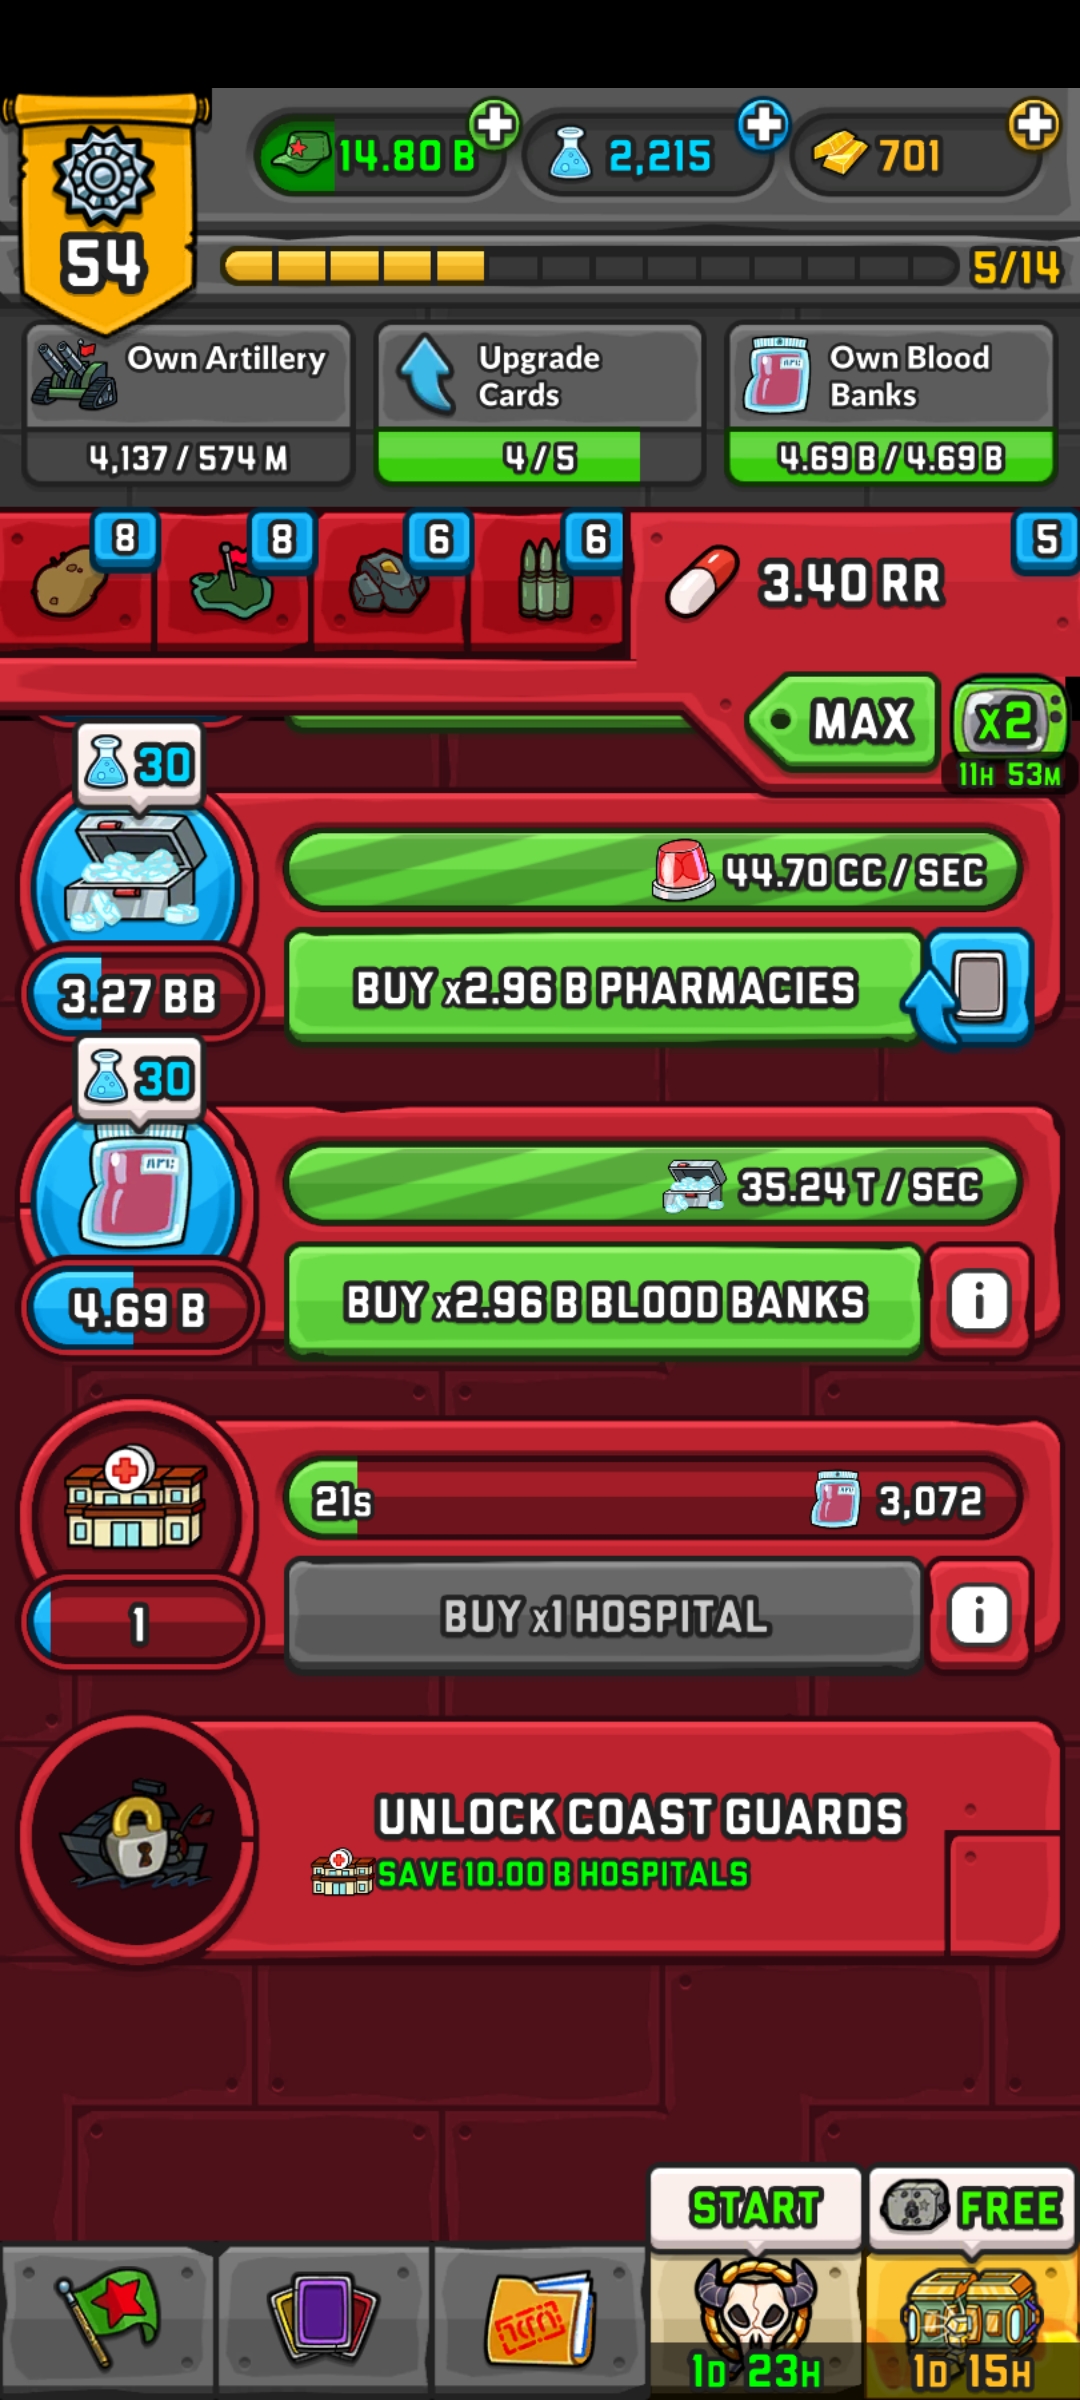 14.80 B
2,215
701
54
5/14
Own Artillery
4,137 / 574 M
Upgrade
Cards
4 / 5
Own Blood
Banks
4.69 B / 4.69 B
8
8
6
6
3.40 RR
5
MAX
x2
11H 53M
30
44.70 CC / SEC
3.27 BB
BUY x2.96 B PHARMACIES
30
35.24 T / SEC
4.69 B
BUY x2.96 B BLOOD BANKS
i
21s
3,072
1
BUY x1 HOSPITAL
i
UNLOCK COAST GUARDS
SAVE 10.00 B HOSPITALS
START
FREE
1D 23H
1D 15H